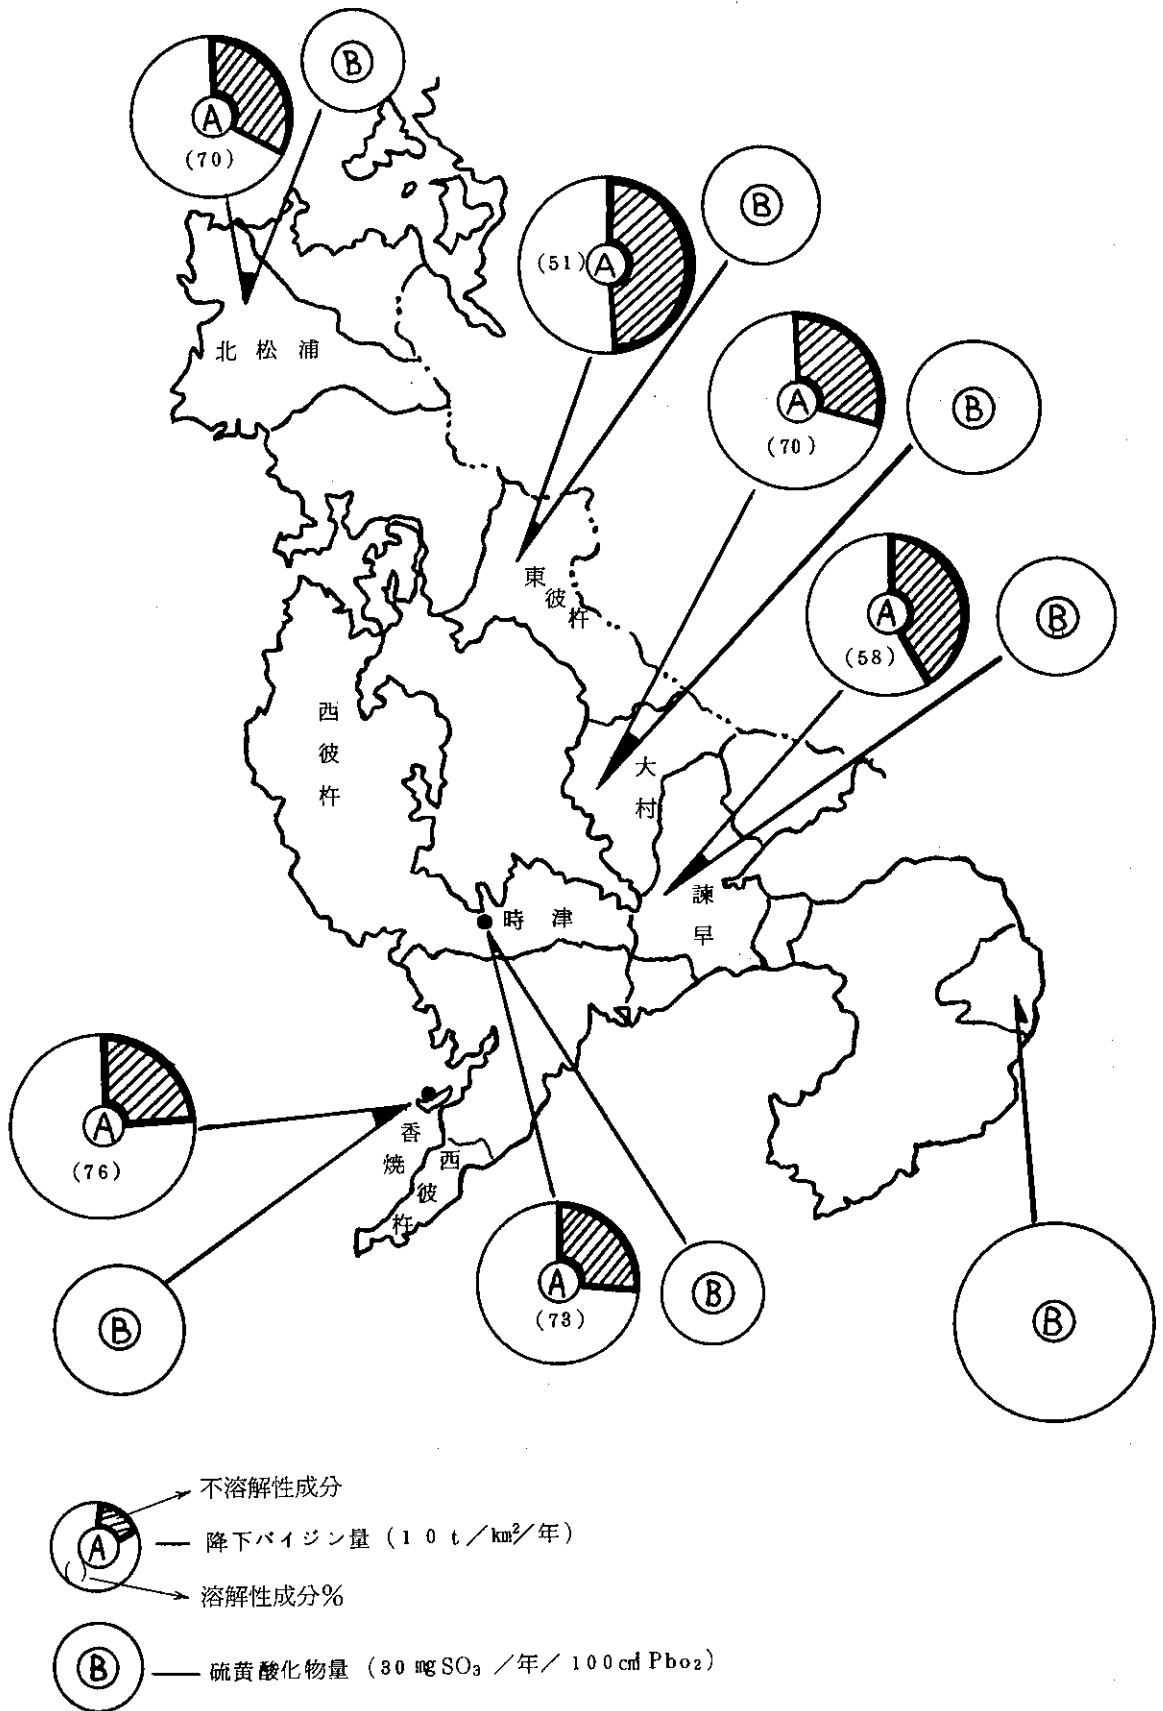 B
A
(70)
B
(51)
A
北松浦
A
(70)
B
東彼杵
A
(58)
B
西彼杵
大村
諫早
時津
A
(76)
香焼
西彼杵
B
A
(73)
B
B
不溶解性成分
A
降下バイジン量 (10t/km²/年)
( )
溶解性成分%
B
硫黄酸化物量 (30mgSO₃/年/100cm²Pbo₂)